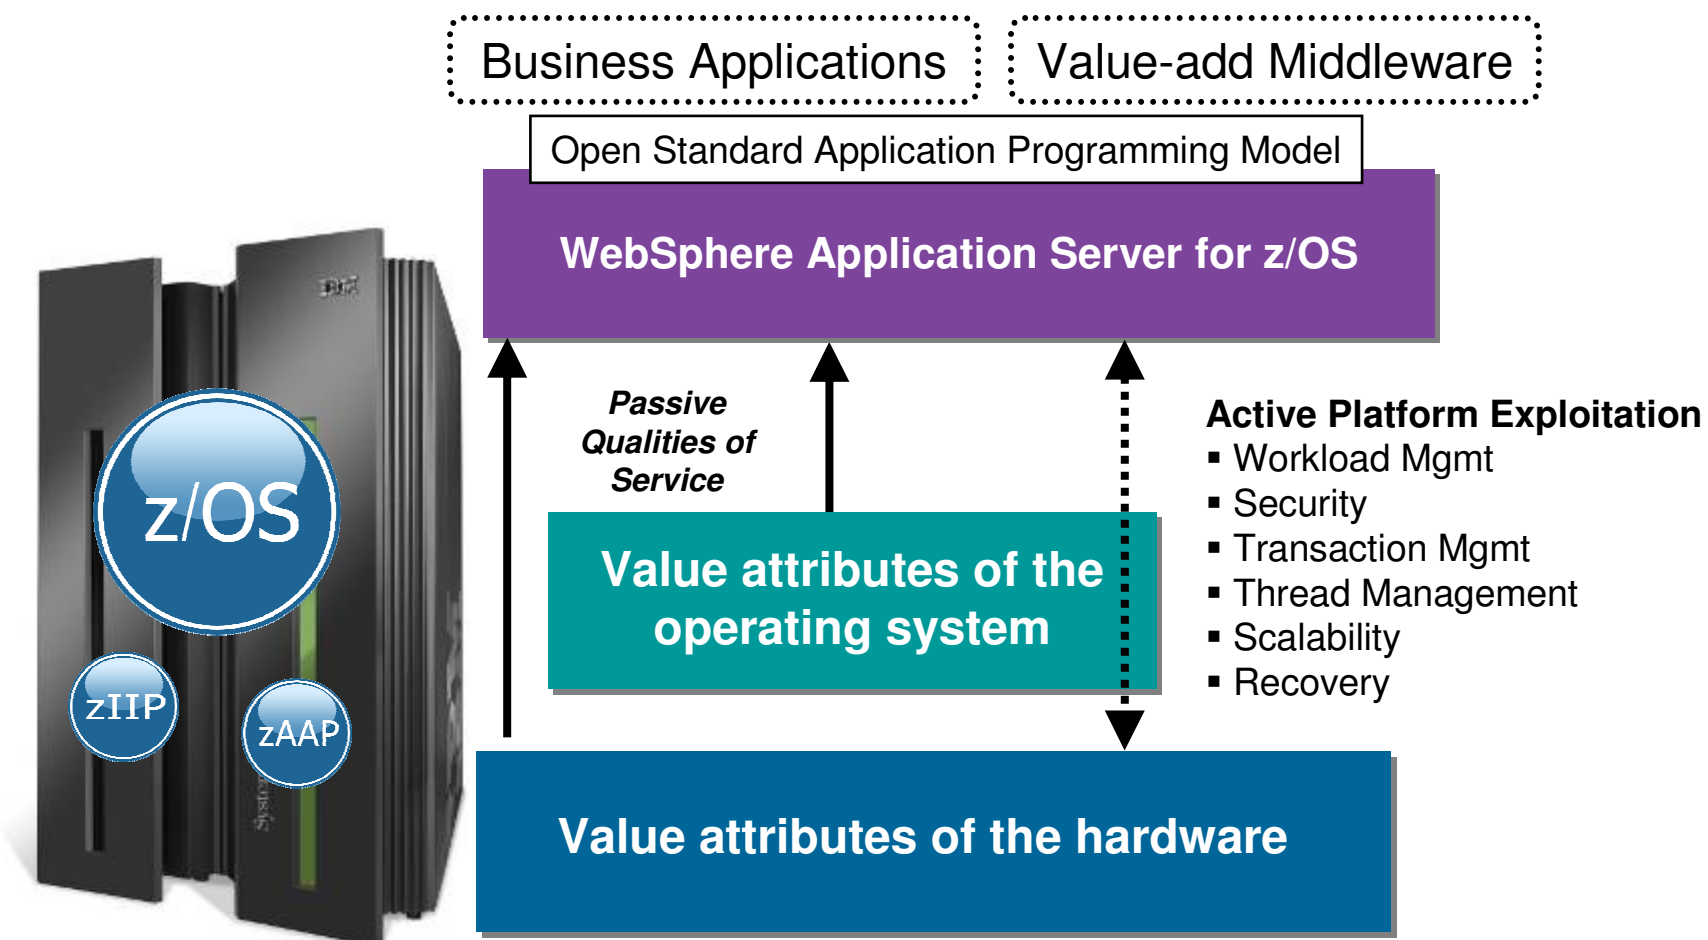 Business Applications
Value-add Middleware
Open Standard Application Programming Model
WebSphere Application Server for z/OS
IBM
Passive
Qualities of
Service
Active Platform Exploitation
▪ Workload Mgmt
▪ Security
▪ Transaction Mgmt
▪ Thread Management
▪ Scalability
▪ Recovery
z/OS
Value attributes of the
operating system
zIIP
zAAP
System
Value attributes of the hardware